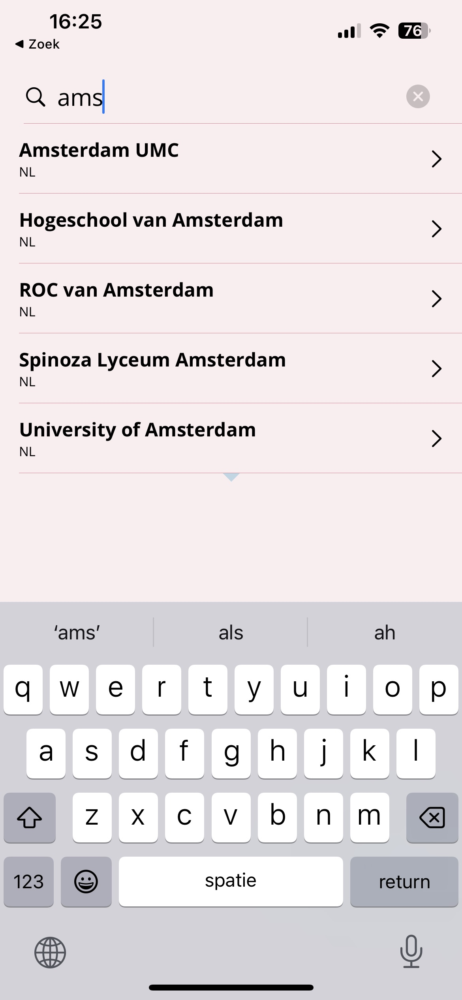 16:25
76
Zoek
ams
Amsterdam UMC
NL
Hogeschool van Amsterdam
NL
ROC van Amsterdam
NL
Spinoza Lyceum Amsterdam
NL
University of Amsterdam
NL
‘ams’ als ah
q w e r t y u i o p
a s d f g h j k l
z x c v b n m
123 spatie return